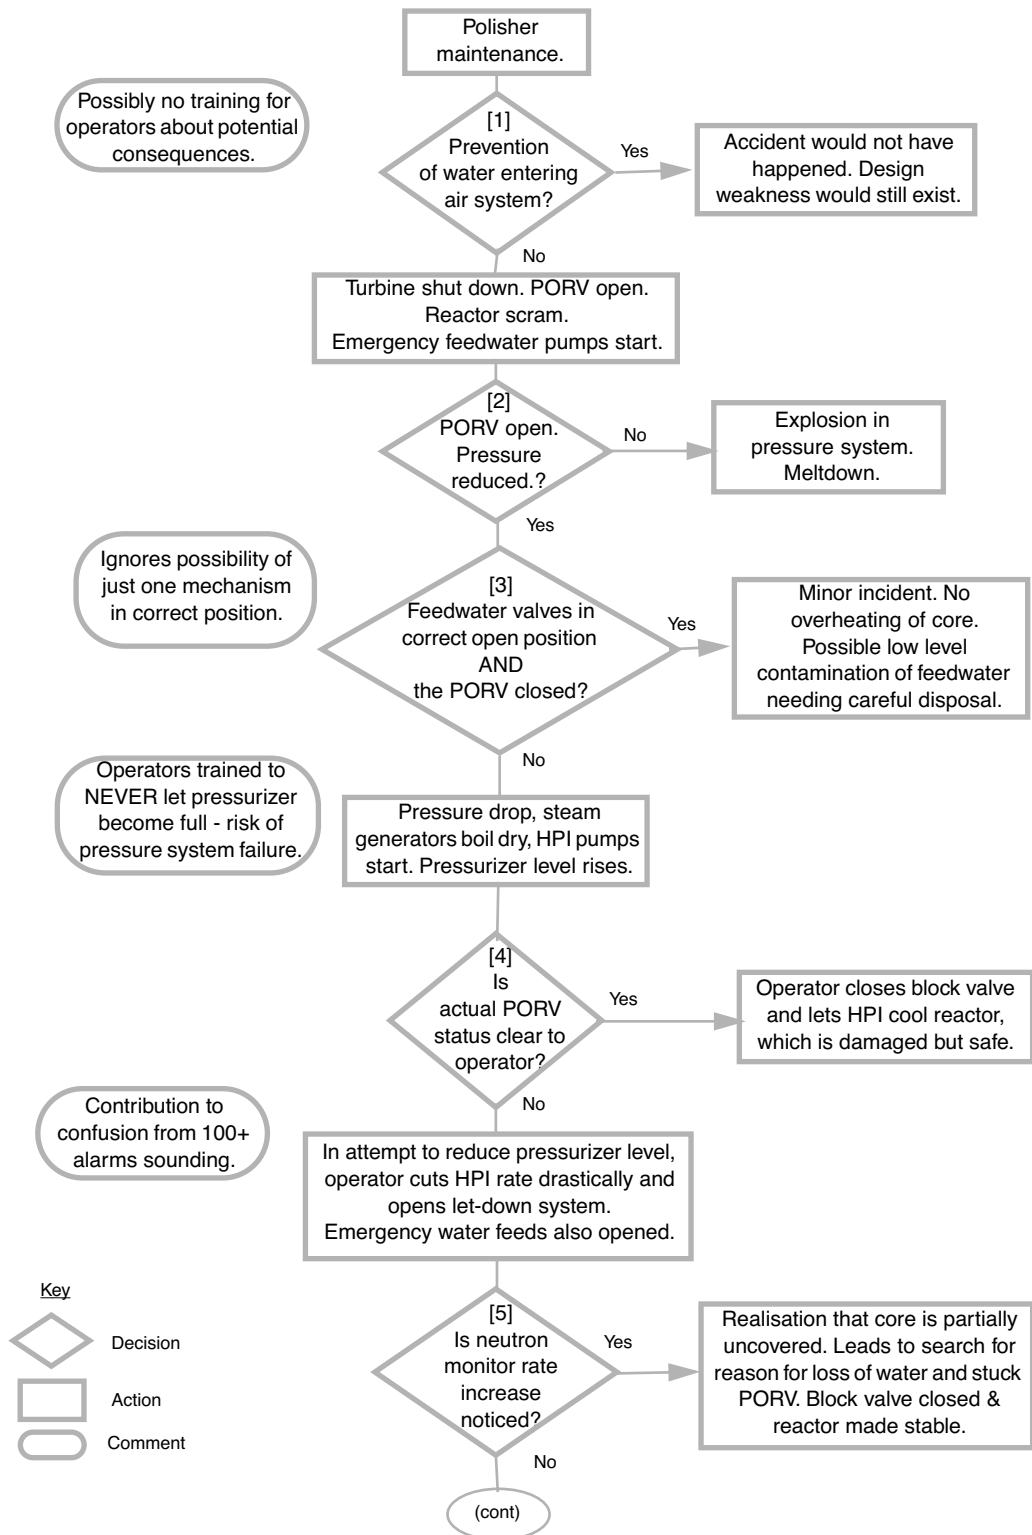 Polisher
maintenance.
Possibly no training for
operators about potential
consequences.
[1]
Prevention
of water entering
air system?
Yes
Accident would not have
happened. Design
weakness would still exist.
No
Turbine shut down. PORV open.
Reactor scram.
Emergency feedwater pumps start.
[2]
PORV open.
Pressure
reduced.?
No
Explosion in
pressure system.
Meltdown.
Yes
Ignores possibility of
just one mechanism
in correct position.
[3]
Feedwater valves in
correct open position
AND
the PORV closed?
Yes
Minor incident. No
overheating of core.
Possible low level
contamination of feedwater
needing careful disposal.
No
Operators trained to
NEVER let pressurizer
become full - risk of
pressure system failure.
Pressure drop, steam
generators boil dry, HPI pumps
start. Pressurizer level rises.
[4]
Is
actual PORV
status clear to
operator?
Yes
Operator closes block valve
and lets HPI cool reactor,
which is damaged but safe.
No
Contribution to
confusion from 100+
alarms sounding.
In attempt to reduce pressurizer level,
operator cuts HPI rate drastically and
opens let-down system.
Emergency water feeds also opened.
[5]
Is neutron
monitor rate
increase
noticed?
Yes
Realisation that core is partially
uncovered. Leads to search for
reason for loss of water and stuck
PORV. Block valve closed &
reactor made stable.
No
(cont)
Key
Decision
Action
Comment